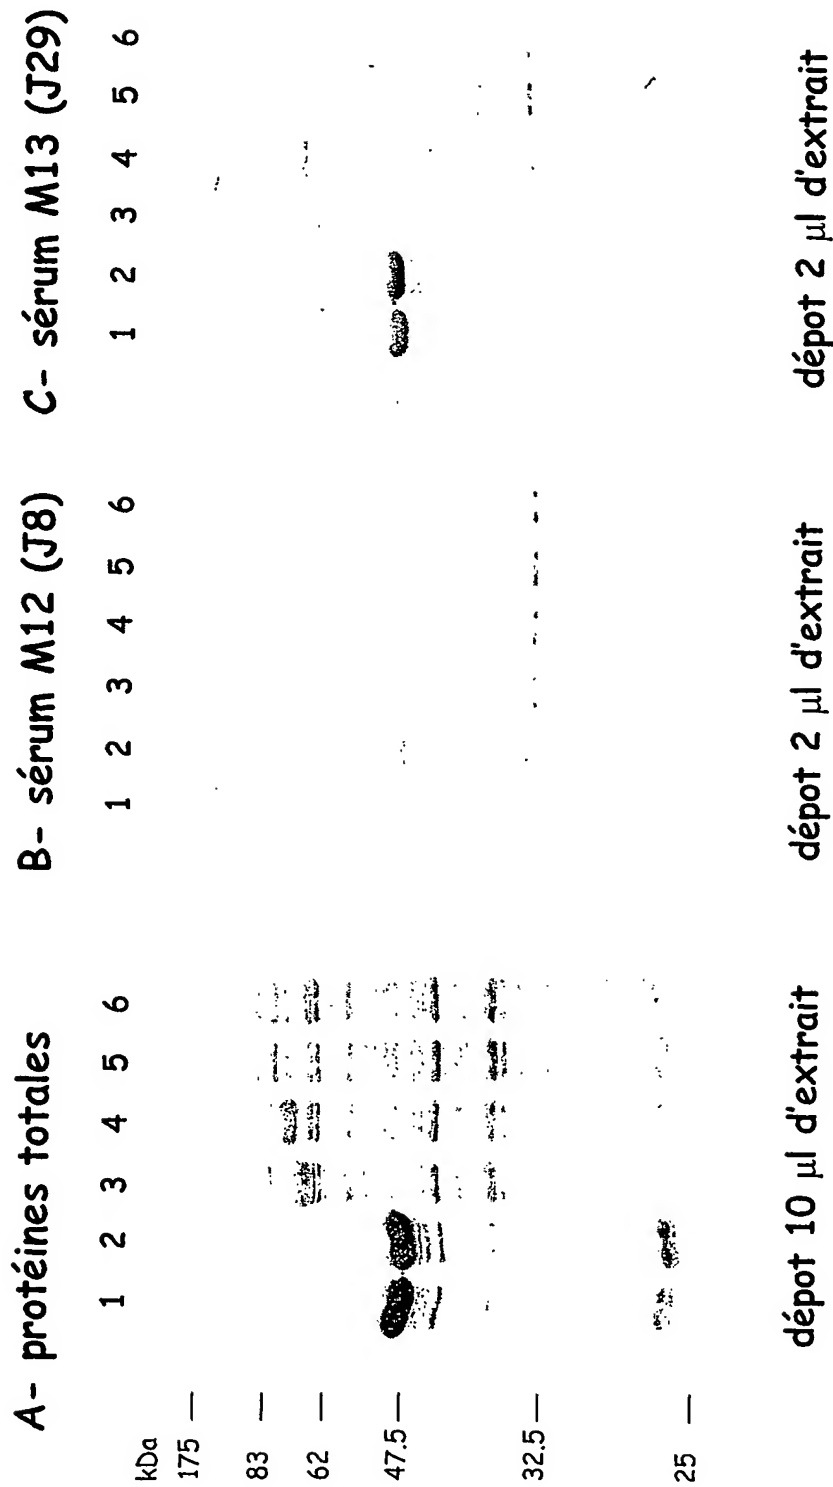 A- protéines totales
1 2 3 4 5 6
kDa
175
83
62
47.5
32.5
25
dépot 10 µl d'extrait
B- sérum M12 (J8)
1 2 3 4 5 6
dépot 2 µl d'extrait
C- sérum M13 (J29)
1 2 3 4 5 6
dépot 2 µl d'extrait